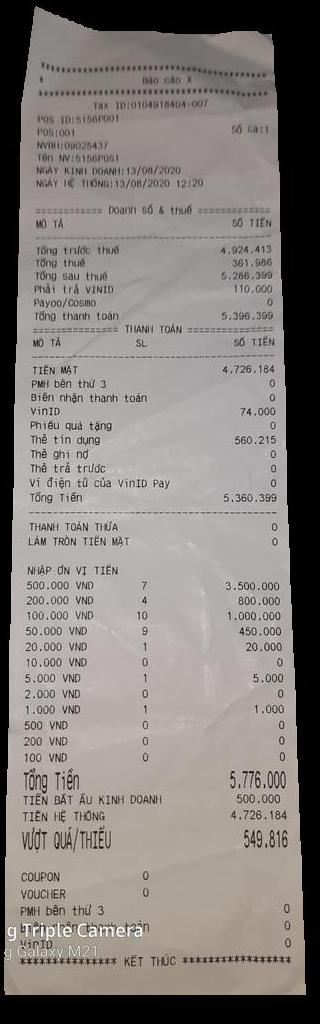 Báo cáo X
Tax ID:0104918404-007
POS ID:5156P001
POS:001 Số ca:1
NVBH:09025437
Tên NV:5156POS1
NGÀY KINH DOANH:13/08/2020
NGÀY HỆ THỐNG:13/08/2020 12:20
============ Doanh số & thuế =============
MÔ TẢ SỐ TIỀN
Tổng trước thuế 4.924.413
Tổng thuế 361.986
Tổng sau thuế 5.286.399
Phải trả VINID 110.000
Payoo/Cosmo 0
Tổng thanh toán 5.396.399
=============== THANH TOÁN ===============
MÔ TẢ SL SỐ TIỀN
TIỀN MẶT 4.726.184
PMH bên thứ 3 0
Biên nhận thanh toán 0
VinID 74.000
Phiếu quà tặng 0
Thẻ tín dụng 560.215
Thẻ ghi nợ 0
Thẻ trả trước 0
Ví điện tử của VinID Pay 0
Tổng Tiền 5.360.399
THANH TOÁN THỪA 0
LÀM TRÒN TIỀN MẶT 0
NHẬP ƠN VỊ TIỀN
500.000 VND 7 3.500.000
200.000 VND 4 800.000
100.000 VND 10 1.000.000
50.000 VND 9 450.000
20.000 VND 1 20.000
10.000 VND 0 0
5.000 VND 1 5.000
2.000 VND 0 0
1.000 VND 1 1.000
500 VND 0 0
200 VND 0 0
100 VND 0 0
Tổng Tiền 5.776.000
TIỀN BẮT ẦU KINH DOANH 500.000
TIỀN HỆ THỐNG 4.726.184
VƯỢT QUÁ/THIẾU 549.816
COUPON 0
VOUCHER 0
PMH bên thứ 3 0
Biên nhận thanh toán 0
g Triple Camera
VinID 0
g Galaxy M21
*************** KẾT THÚC *****************